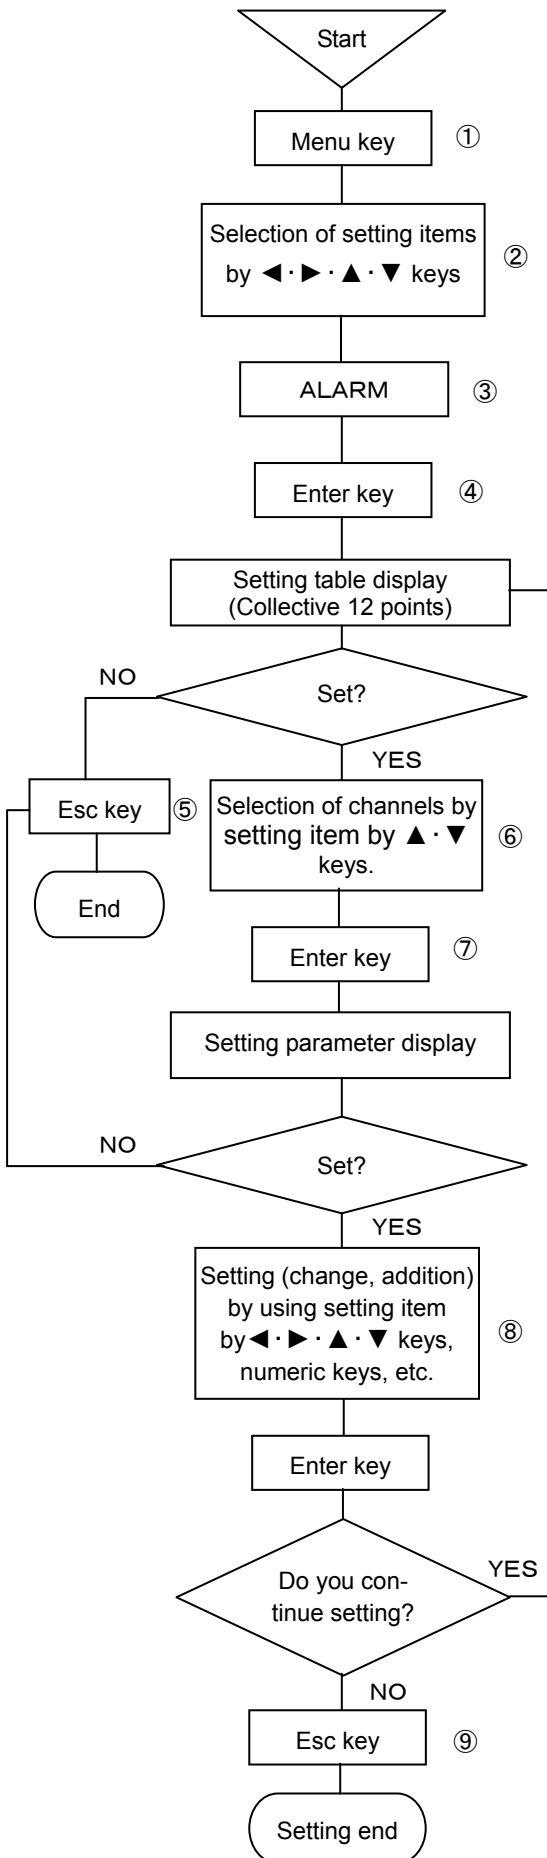 Start
Menu key
①
Selection of setting items
by ◀・▶・▲・▼ keys
②
ALARM
③
Enter key
④
Setting table display
(Collective 12 points)
NO
Set?
YES
Esc key
⑤
Selection of channels by
setting item by ▲・▼
keys.
⑥
End
Enter key
⑦
Setting parameter display
NO
Set?
YES
Setting (change, addition)
by using setting item
by◀・▶・▲・▼ keys,
numeric keys, etc.
⑧
Enter key
Do you con-
tinue setting?
YES
NO
Esc key
⑨
Setting end